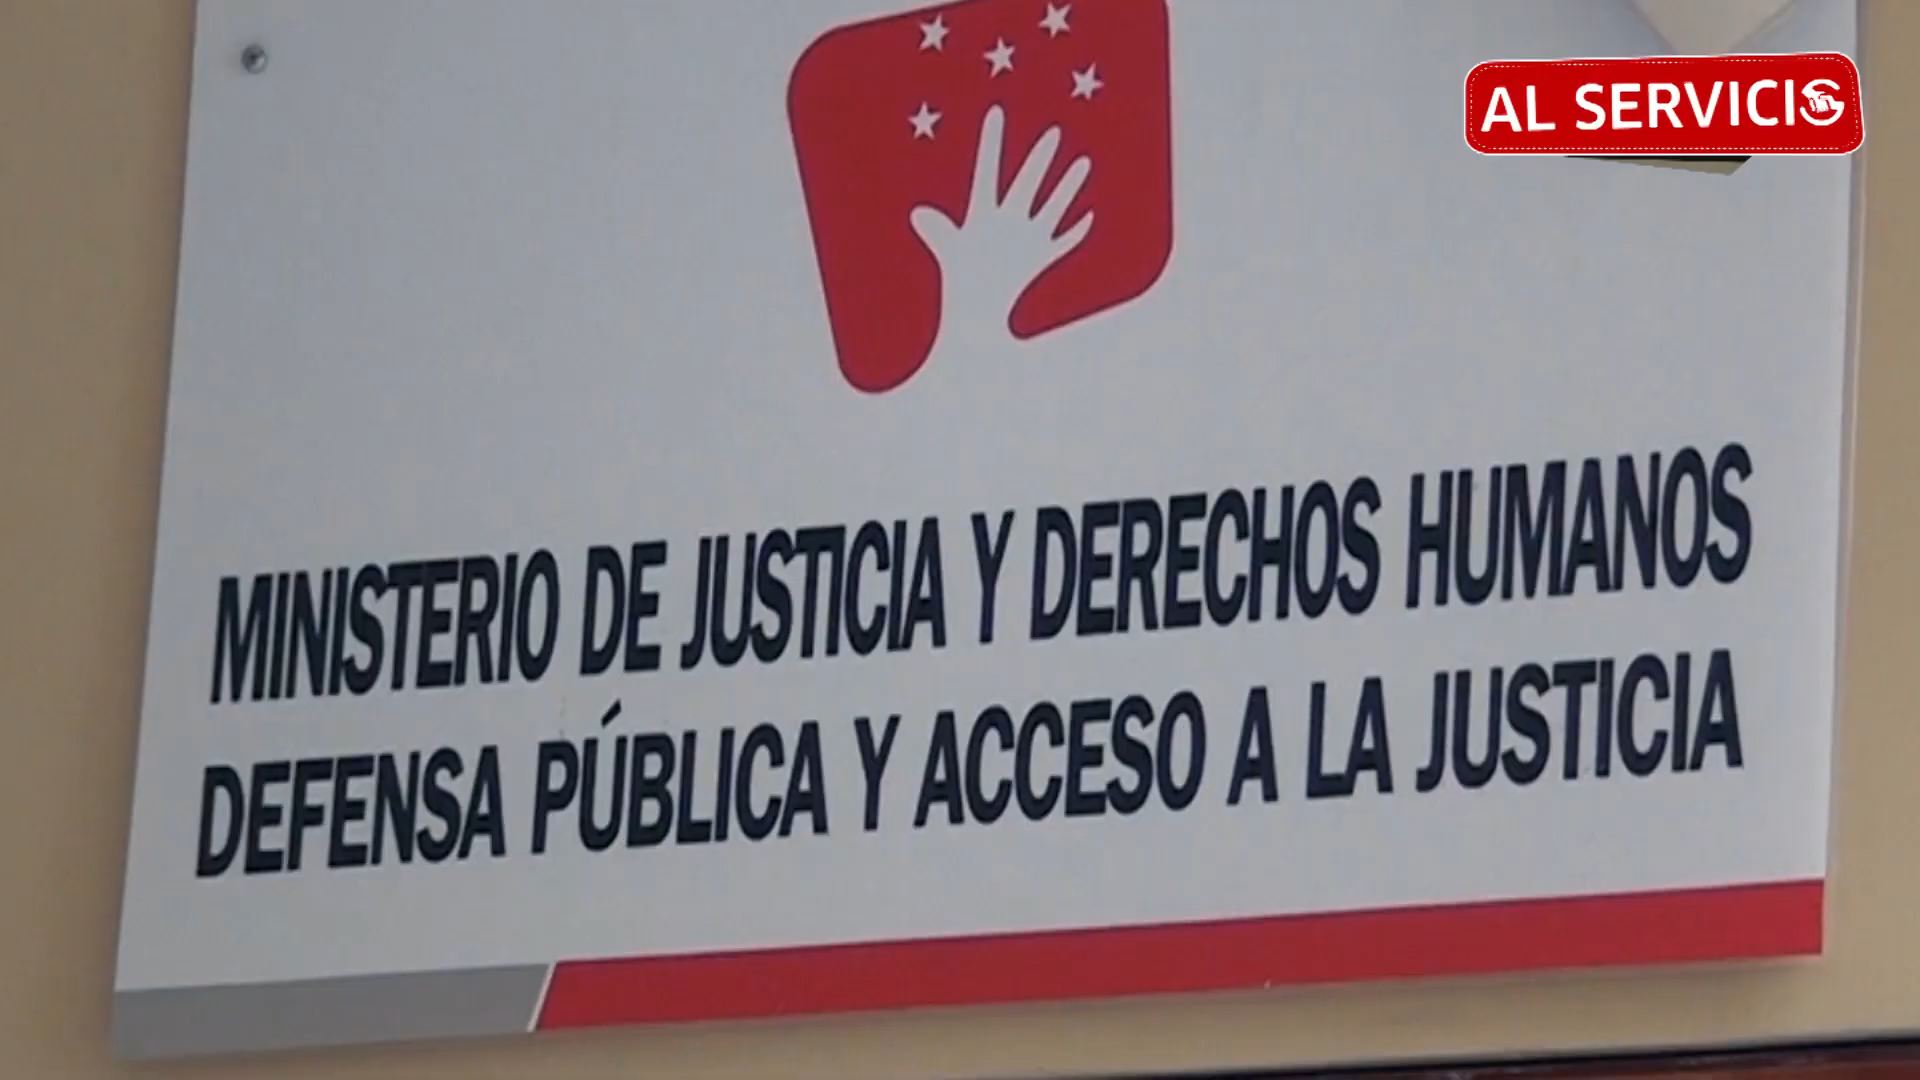 AL SERVICIO
MINISTERIO DE JUSTICIA Y DERECHOS HUMANOS
DEFENSA PÚBLICA Y ACCESO A LA JUSTICIA